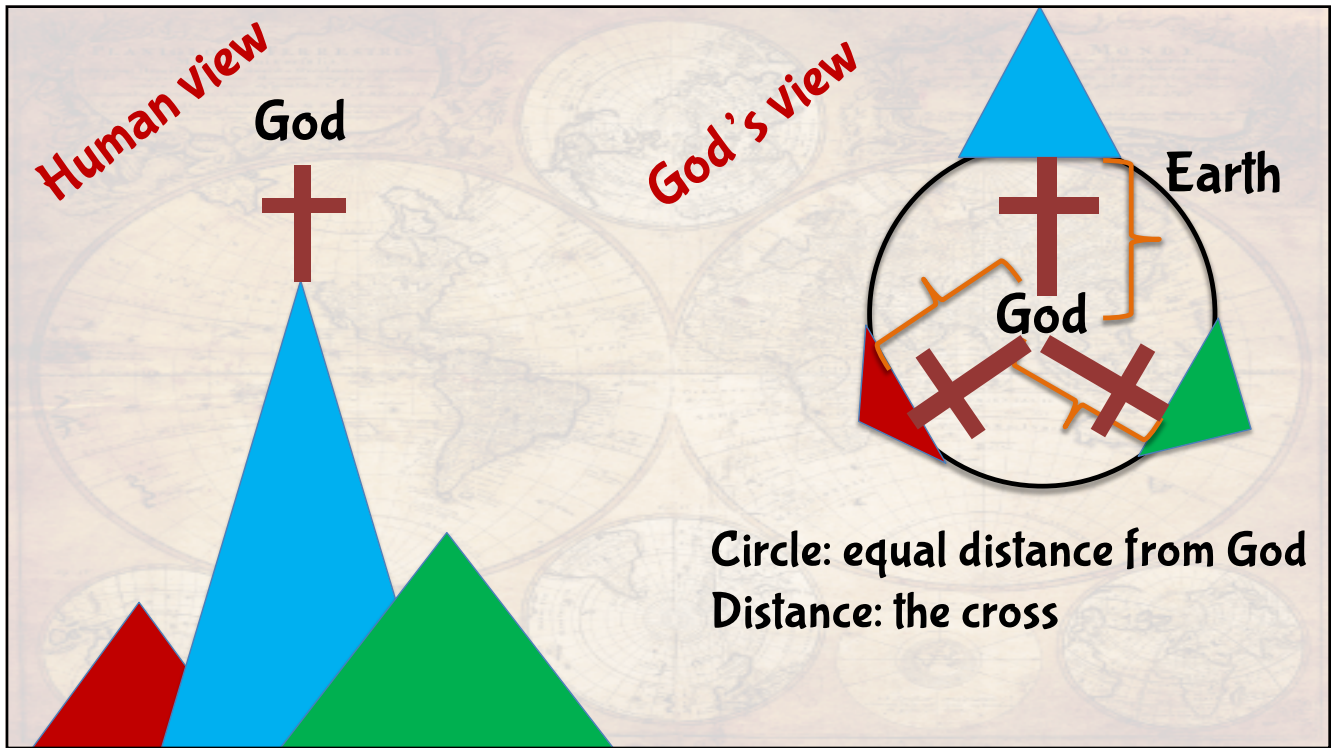 Human view
God
God's view
Earth
God
Circle: equal distance from God
Distance: the cross